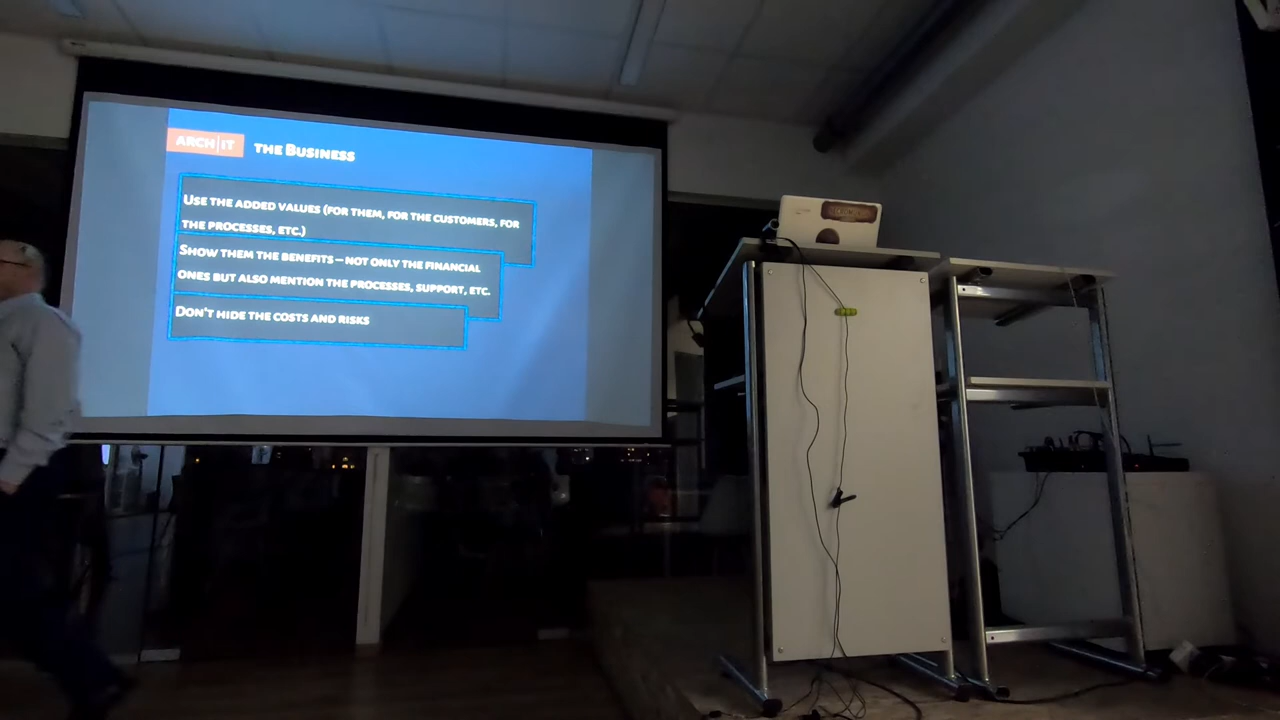 ARCH|IT
THE BUSINESS
USE THE ADDED VALUES (FOR THEM, FOR THE CUSTOMERS, FOR
THE PROCESSES, ETC.)
SHOW THEM THE BENEFITS – NOT ONLY THE FINANCIAL
ONES BUT ALSO MENTION THE PROCESSES, SUPPORT, ETC.
DON'T HIDE THE COSTS AND RISKS